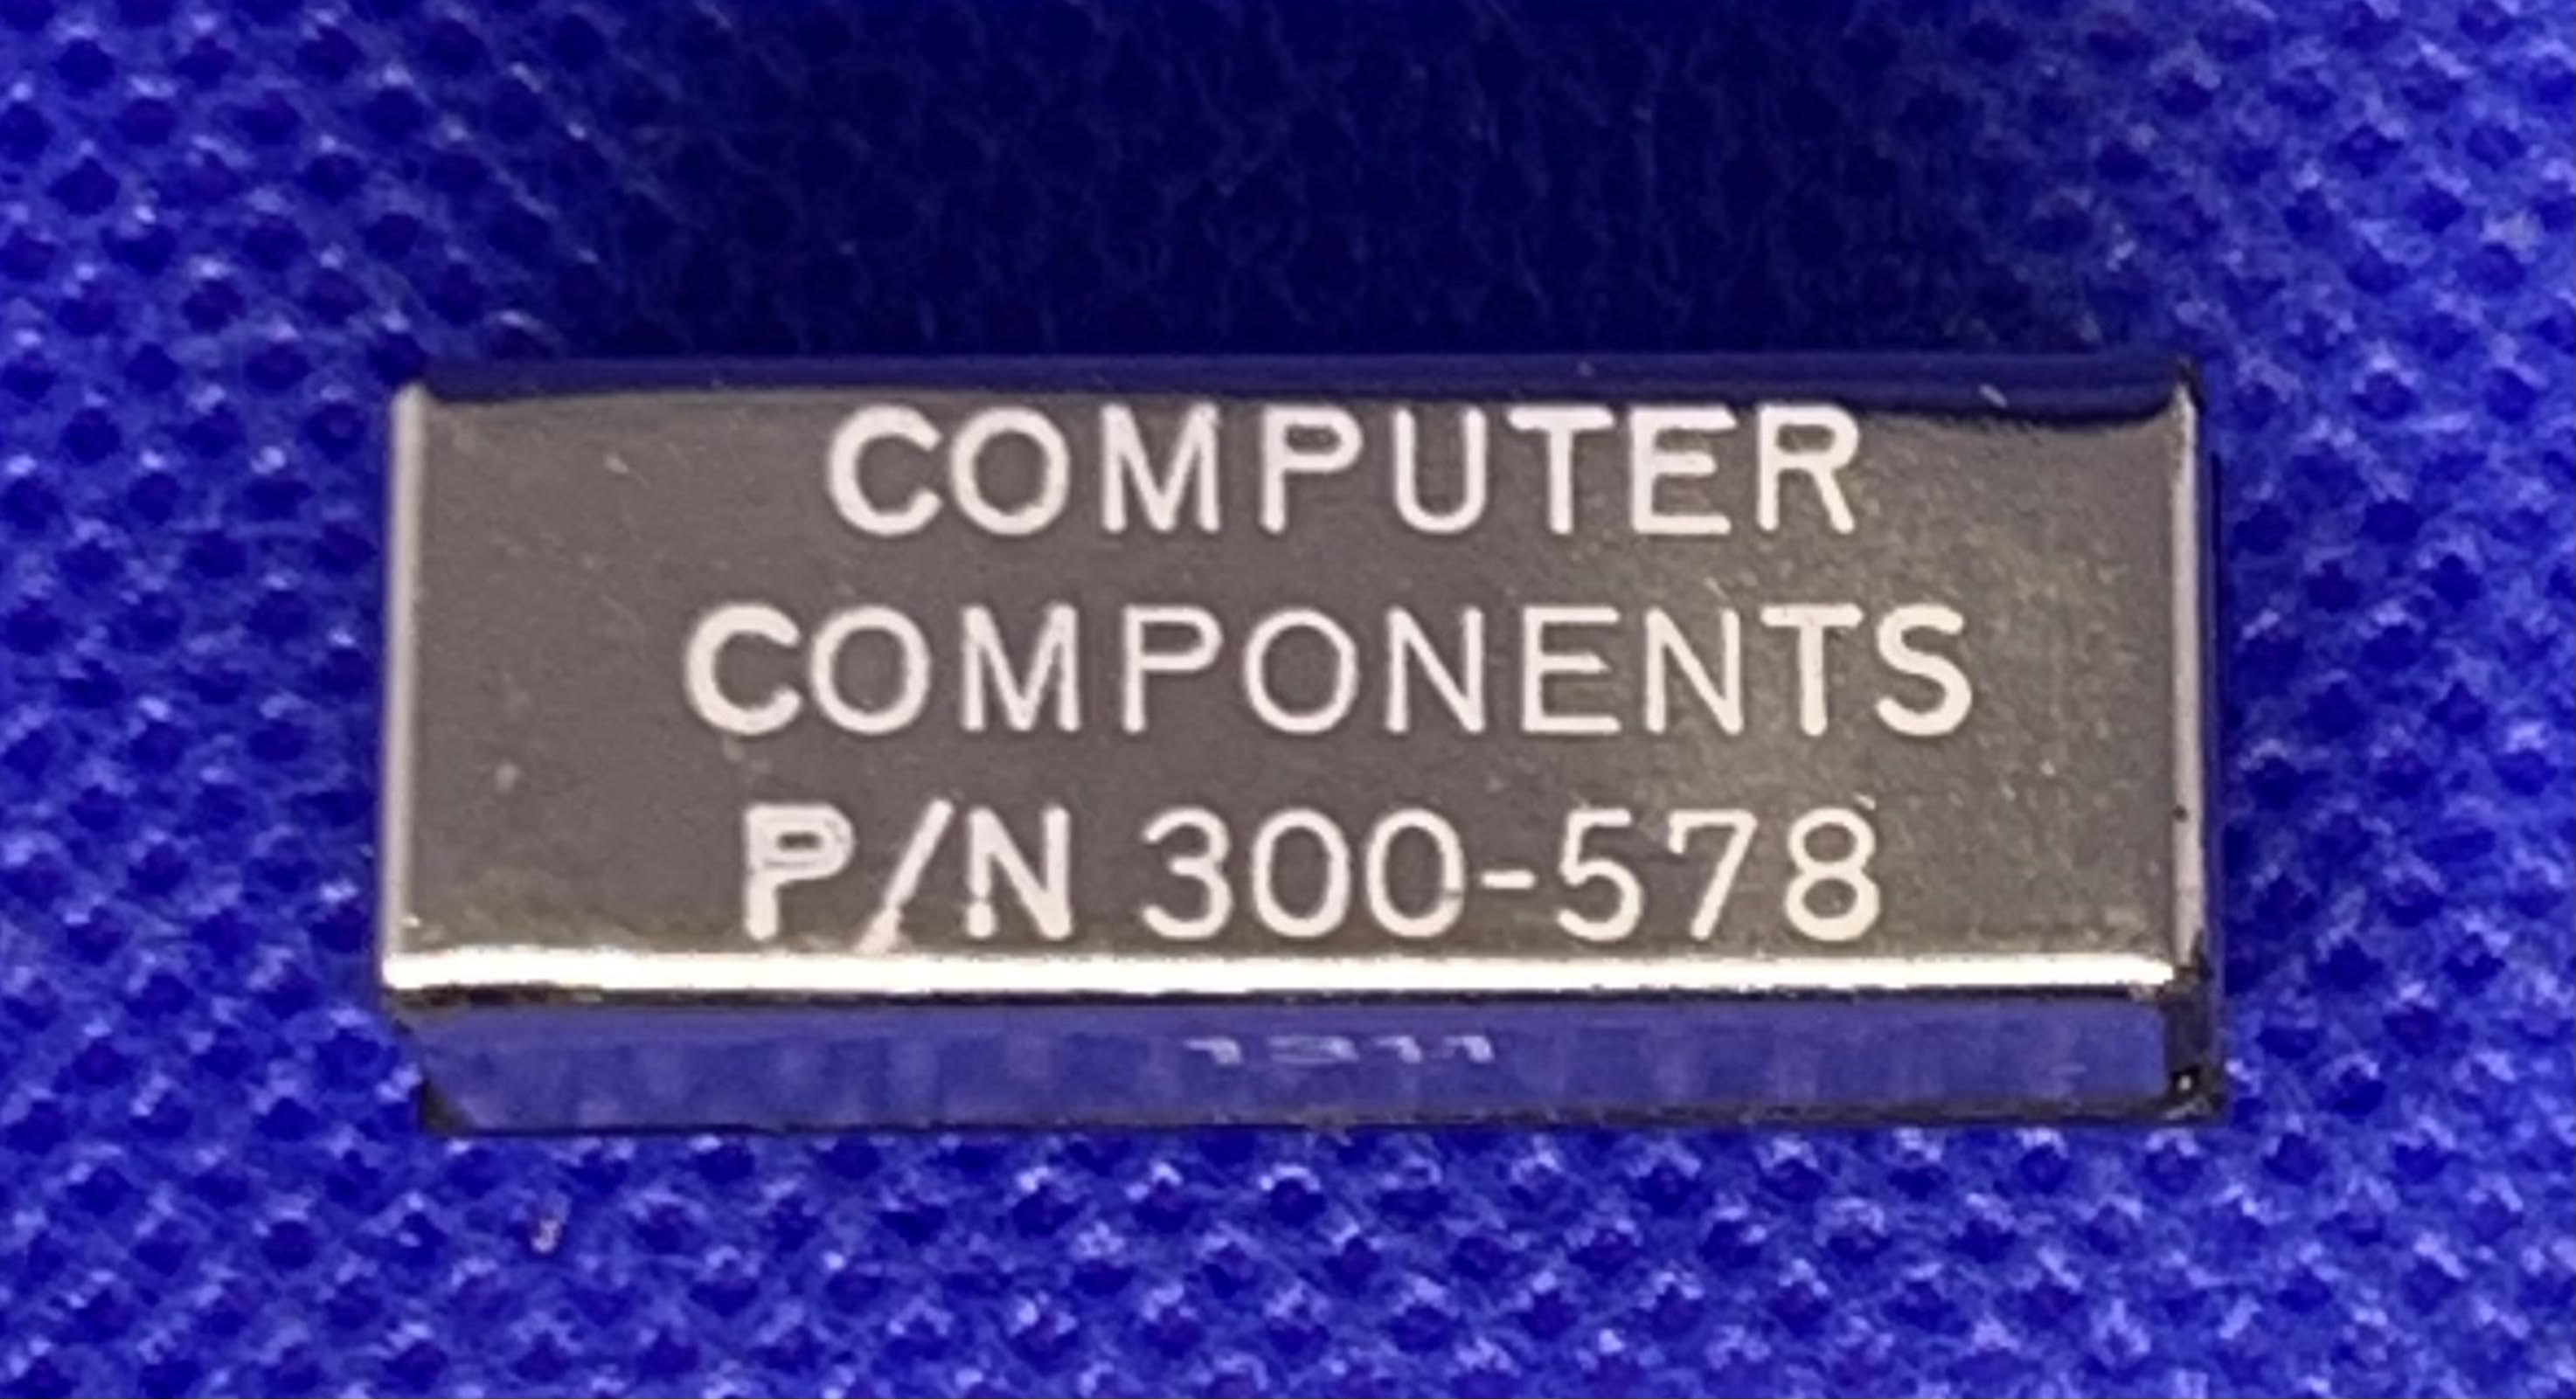 COMPUTER
COMPONENTS
P/N 300-578